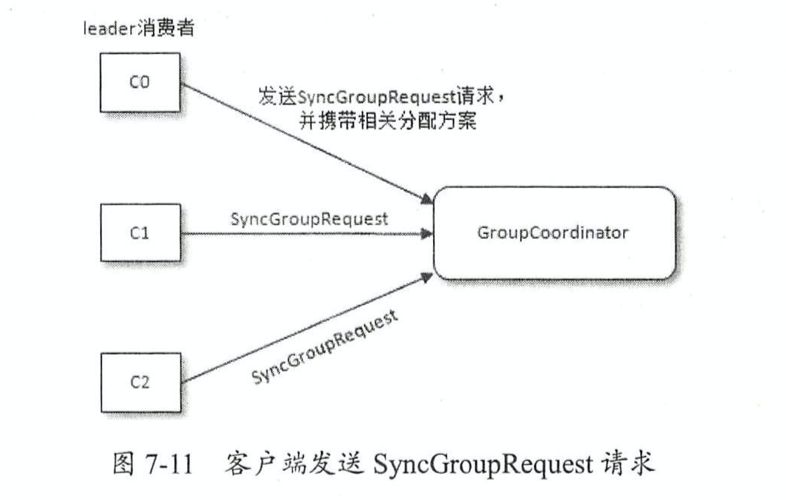 leader消费者
C0
发送SyncGroupRequest请求，
并携带相关分配方案
C1
SyncGroupRequest
GroupCoordinator
SyncGroupRequest
C2
图 7-11 客户端发送 SyncGroupRequest 请求